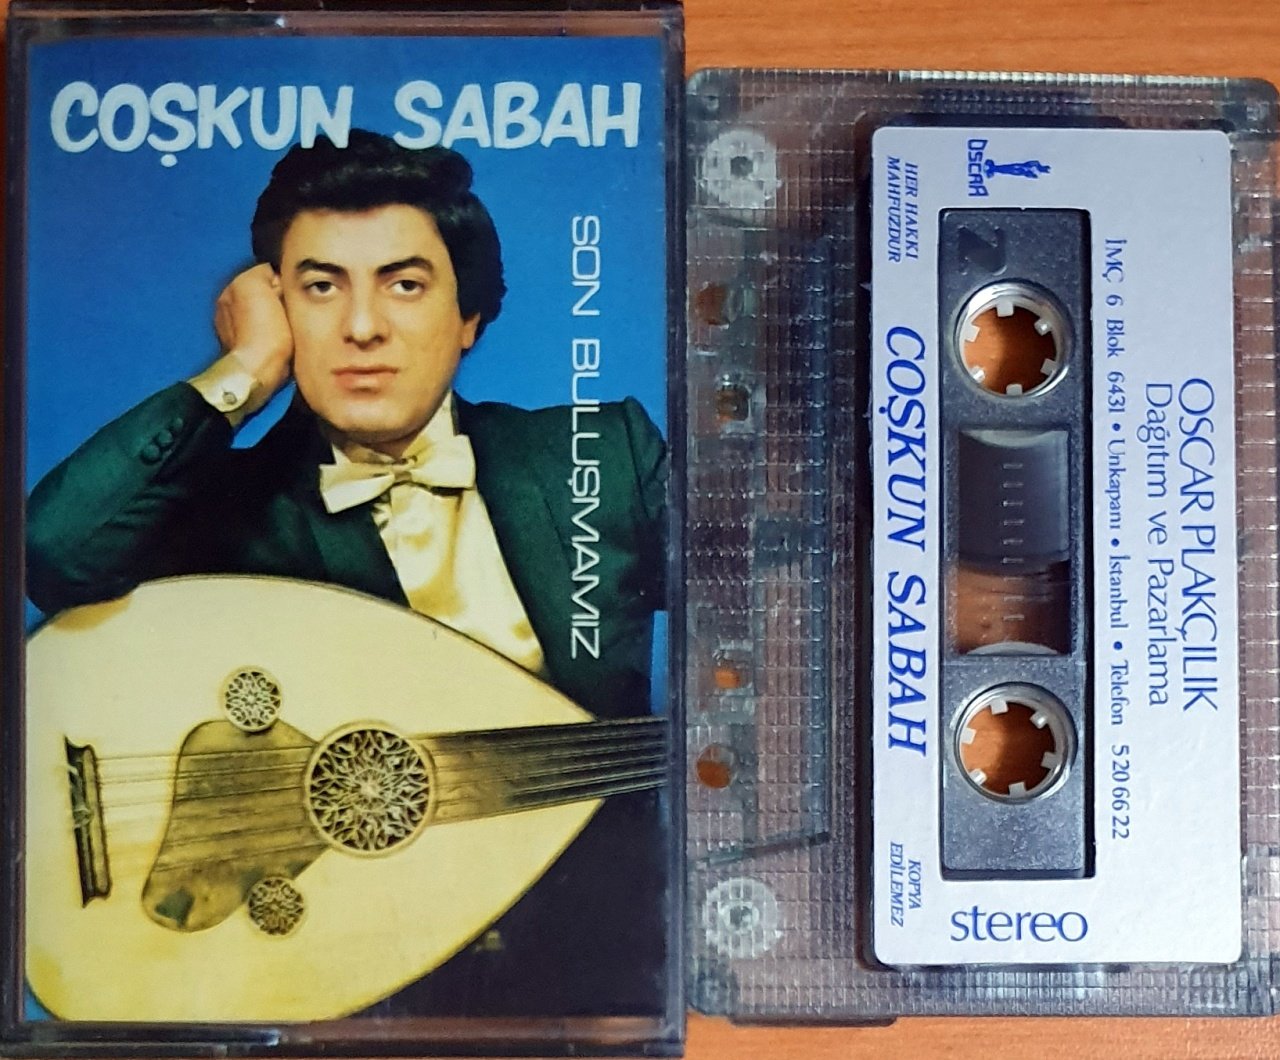 COŞKUN SABAH
SON BULUŞMAMIZ
OSCAR
HER HAKKI
MAHFUZDUR
COŞKUN SABAH
KOPYA
EDİLEMEZ
2
OSCAR PLAKÇILIK
Dağıtım ve Pazarlama
İMÇ 6 Blok 6431 • Unkapanı • İstanbul • Telefon 520 66 22
stereo